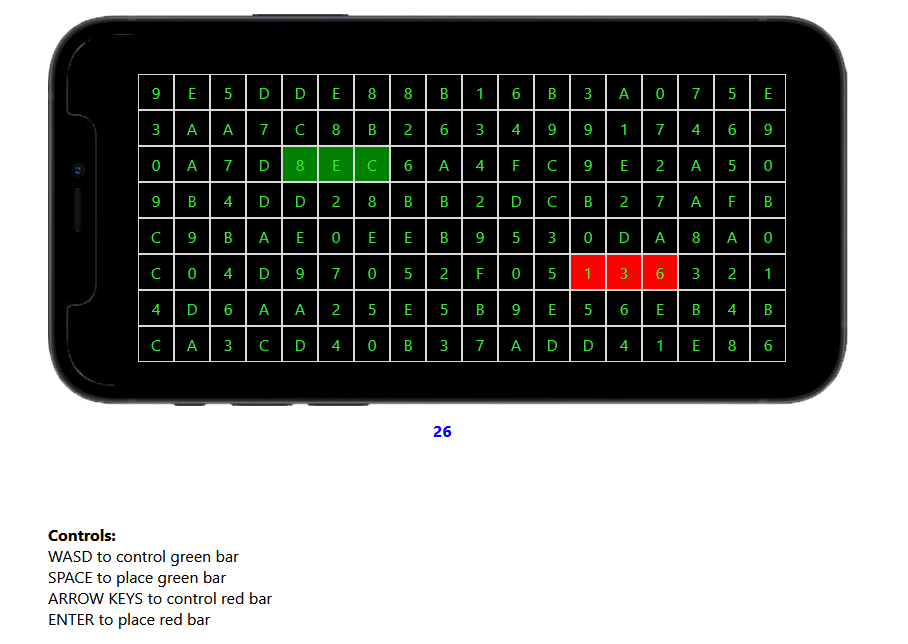 9 E 5 D D E 8 8 B 1 6 B 3 A 0 7 5 E
3 A A 7 C 8 B 2 6 3 4 9 9 1 7 4 6 9
0 A 7 D 8 E C 6 A 4 F C 9 E 2 A 5 0
9 B 4 D D 2 8 B B 2 D C B 2 7 A F B
C 9 B A E 0 E E B 9 5 3 0 D A 8 A 0
C 0 4 D 9 7 0 5 2 F 0 5 1 3 6 3 2 1
4 D 6 A A 2 5 E 5 B 9 E 5 6 E B 4 B
C A 3 C D 4 0 B 3 7 A D D 4 1 E 8 6
26
Controls:
WASD to control green bar
SPACE to place green bar
ARROW KEYS to control red bar
ENTER to place red bar